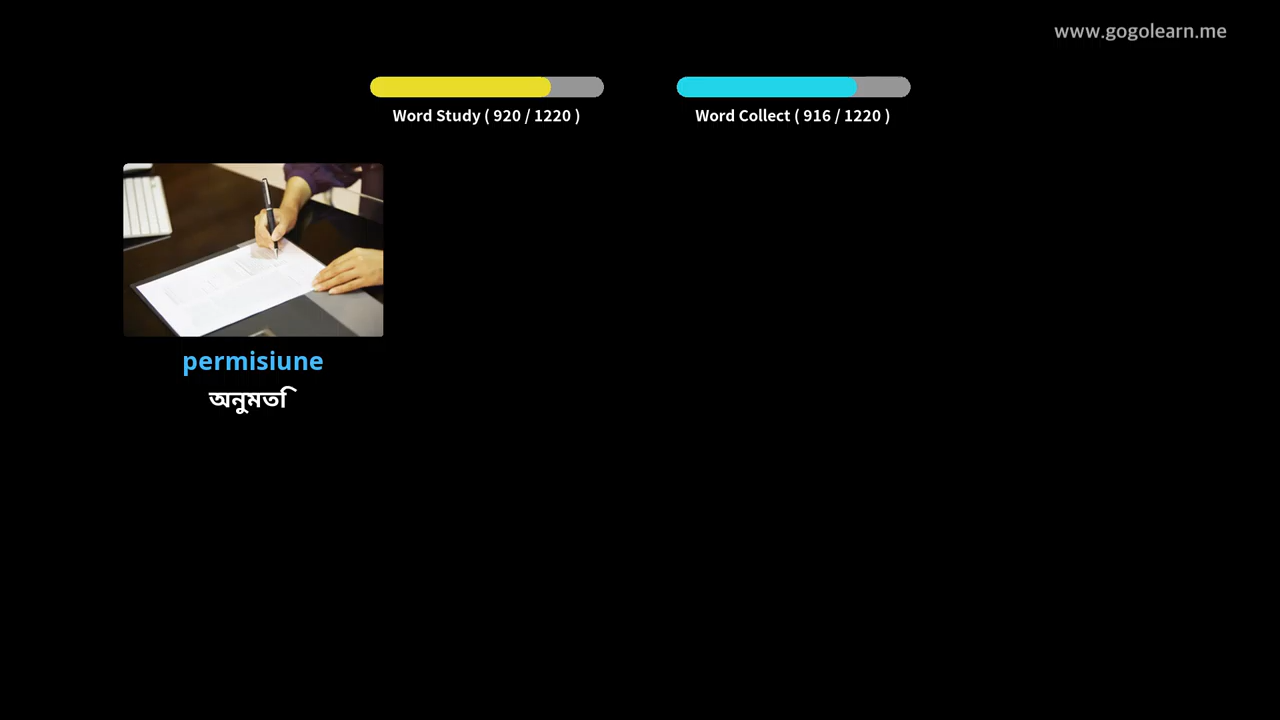 www.gogolearn.me
Word Study ( 920 / 1220 )
Word Collect ( 916 / 1220 )
permisiune
অনুমতি